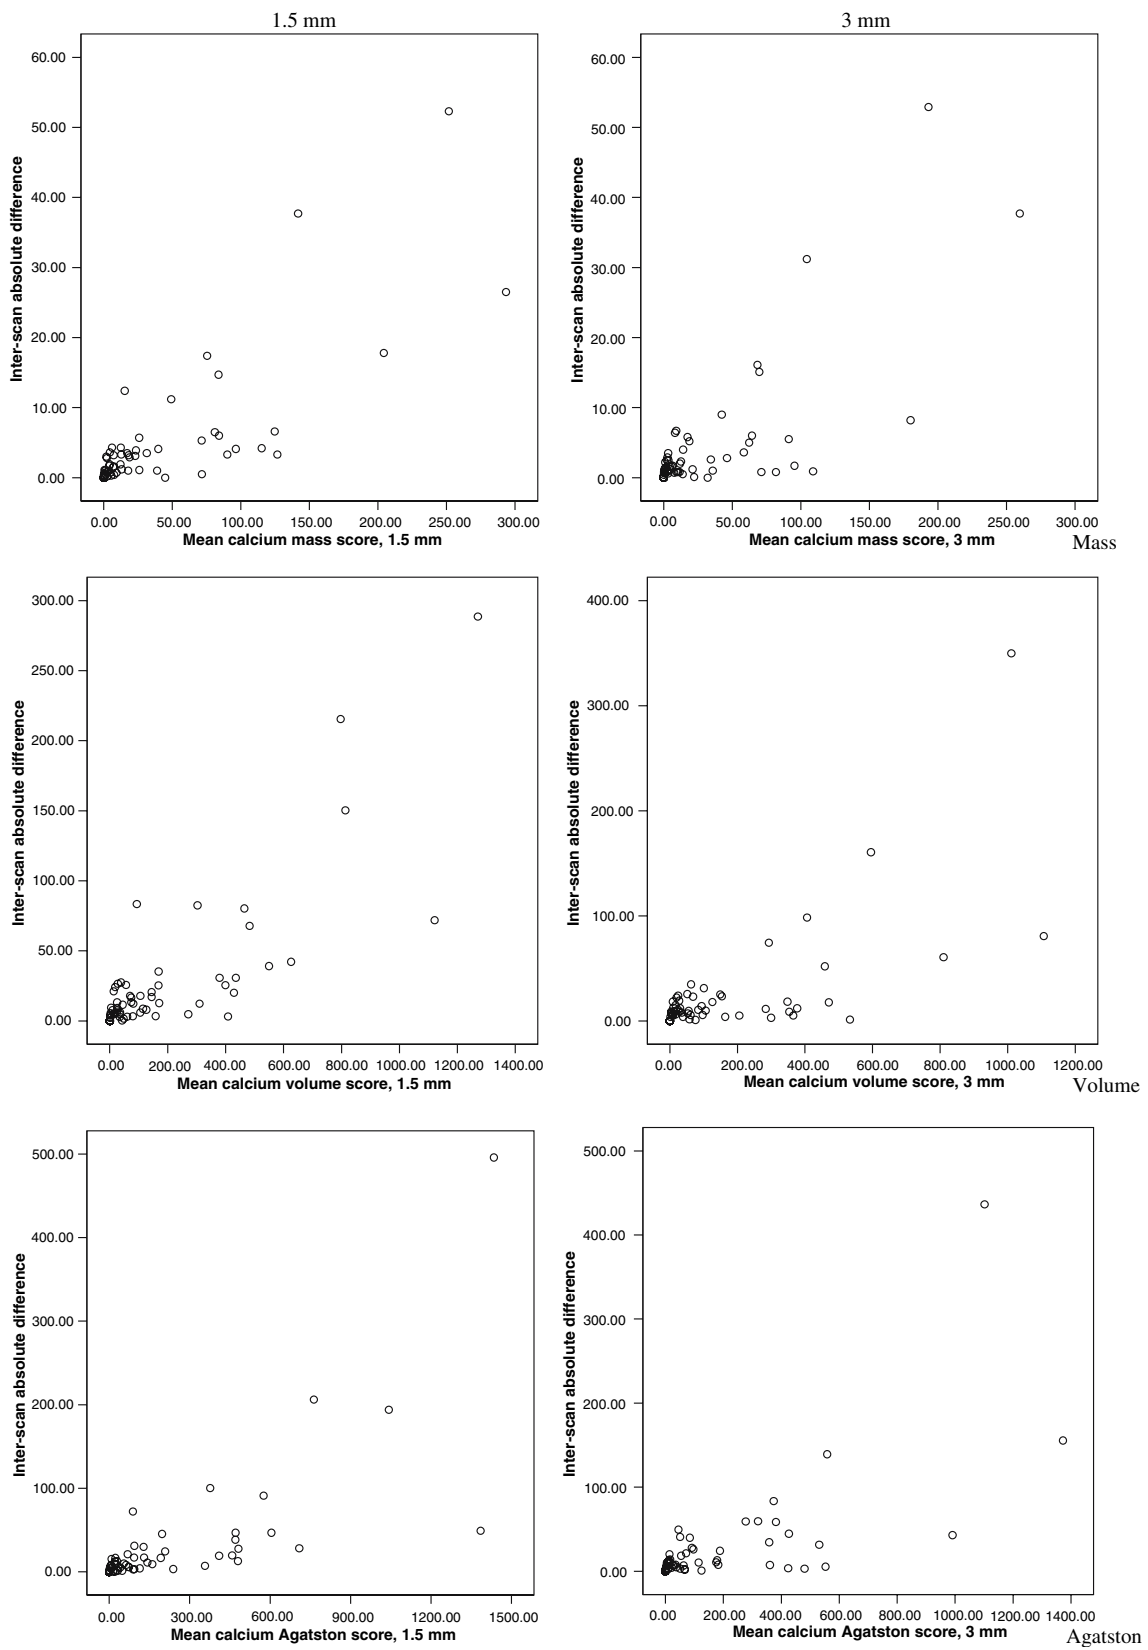 1.5 mm
3 mm
60.00
50.00
40.00
30.00
20.00
10.00
0.00
Inter-scan absolute difference
0.00 50.00 100.00 150.00 200.00 250.00 300.00
Mean calcium mass score, 1.5 mm
60.00
50.00
40.00
30.00
20.00
10.00
0.00
Inter-scan absolute difference
0.00 50.00 100.00 150.00 200.00 250.00 300.00
Mean calcium mass score, 3 mm
Mass
300.00
250.00
200.00
150.00
100.00
50.00
0.00
Inter-scan absolute difference
0.00 200.00 400.00 600.00 800.00 1000.00 1200.00 1400.00
Mean calcium volume score, 1.5 mm
400.00
300.00
200.00
100.00
0.00
Inter-scan absolute difference
0.00 200.00 400.00 600.00 800.00 1000.00 1200.00
Mean calcium volume score, 3 mm
Volume
500.00
400.00
300.00
200.00
100.00
0.00
Inter-scan absolute difference
0.00 300.00 600.00 900.00 1200.00 1500.00
Mean calcium Agatston score, 1.5 mm
500.00
400.00
300.00
200.00
100.00
0.00
Inter-scan absolute difference
0.00 200.00 400.00 600.00 800.00 1000.00 1200.00 1400.00
Mean calcium Agatston score, 3 mm
Agatston